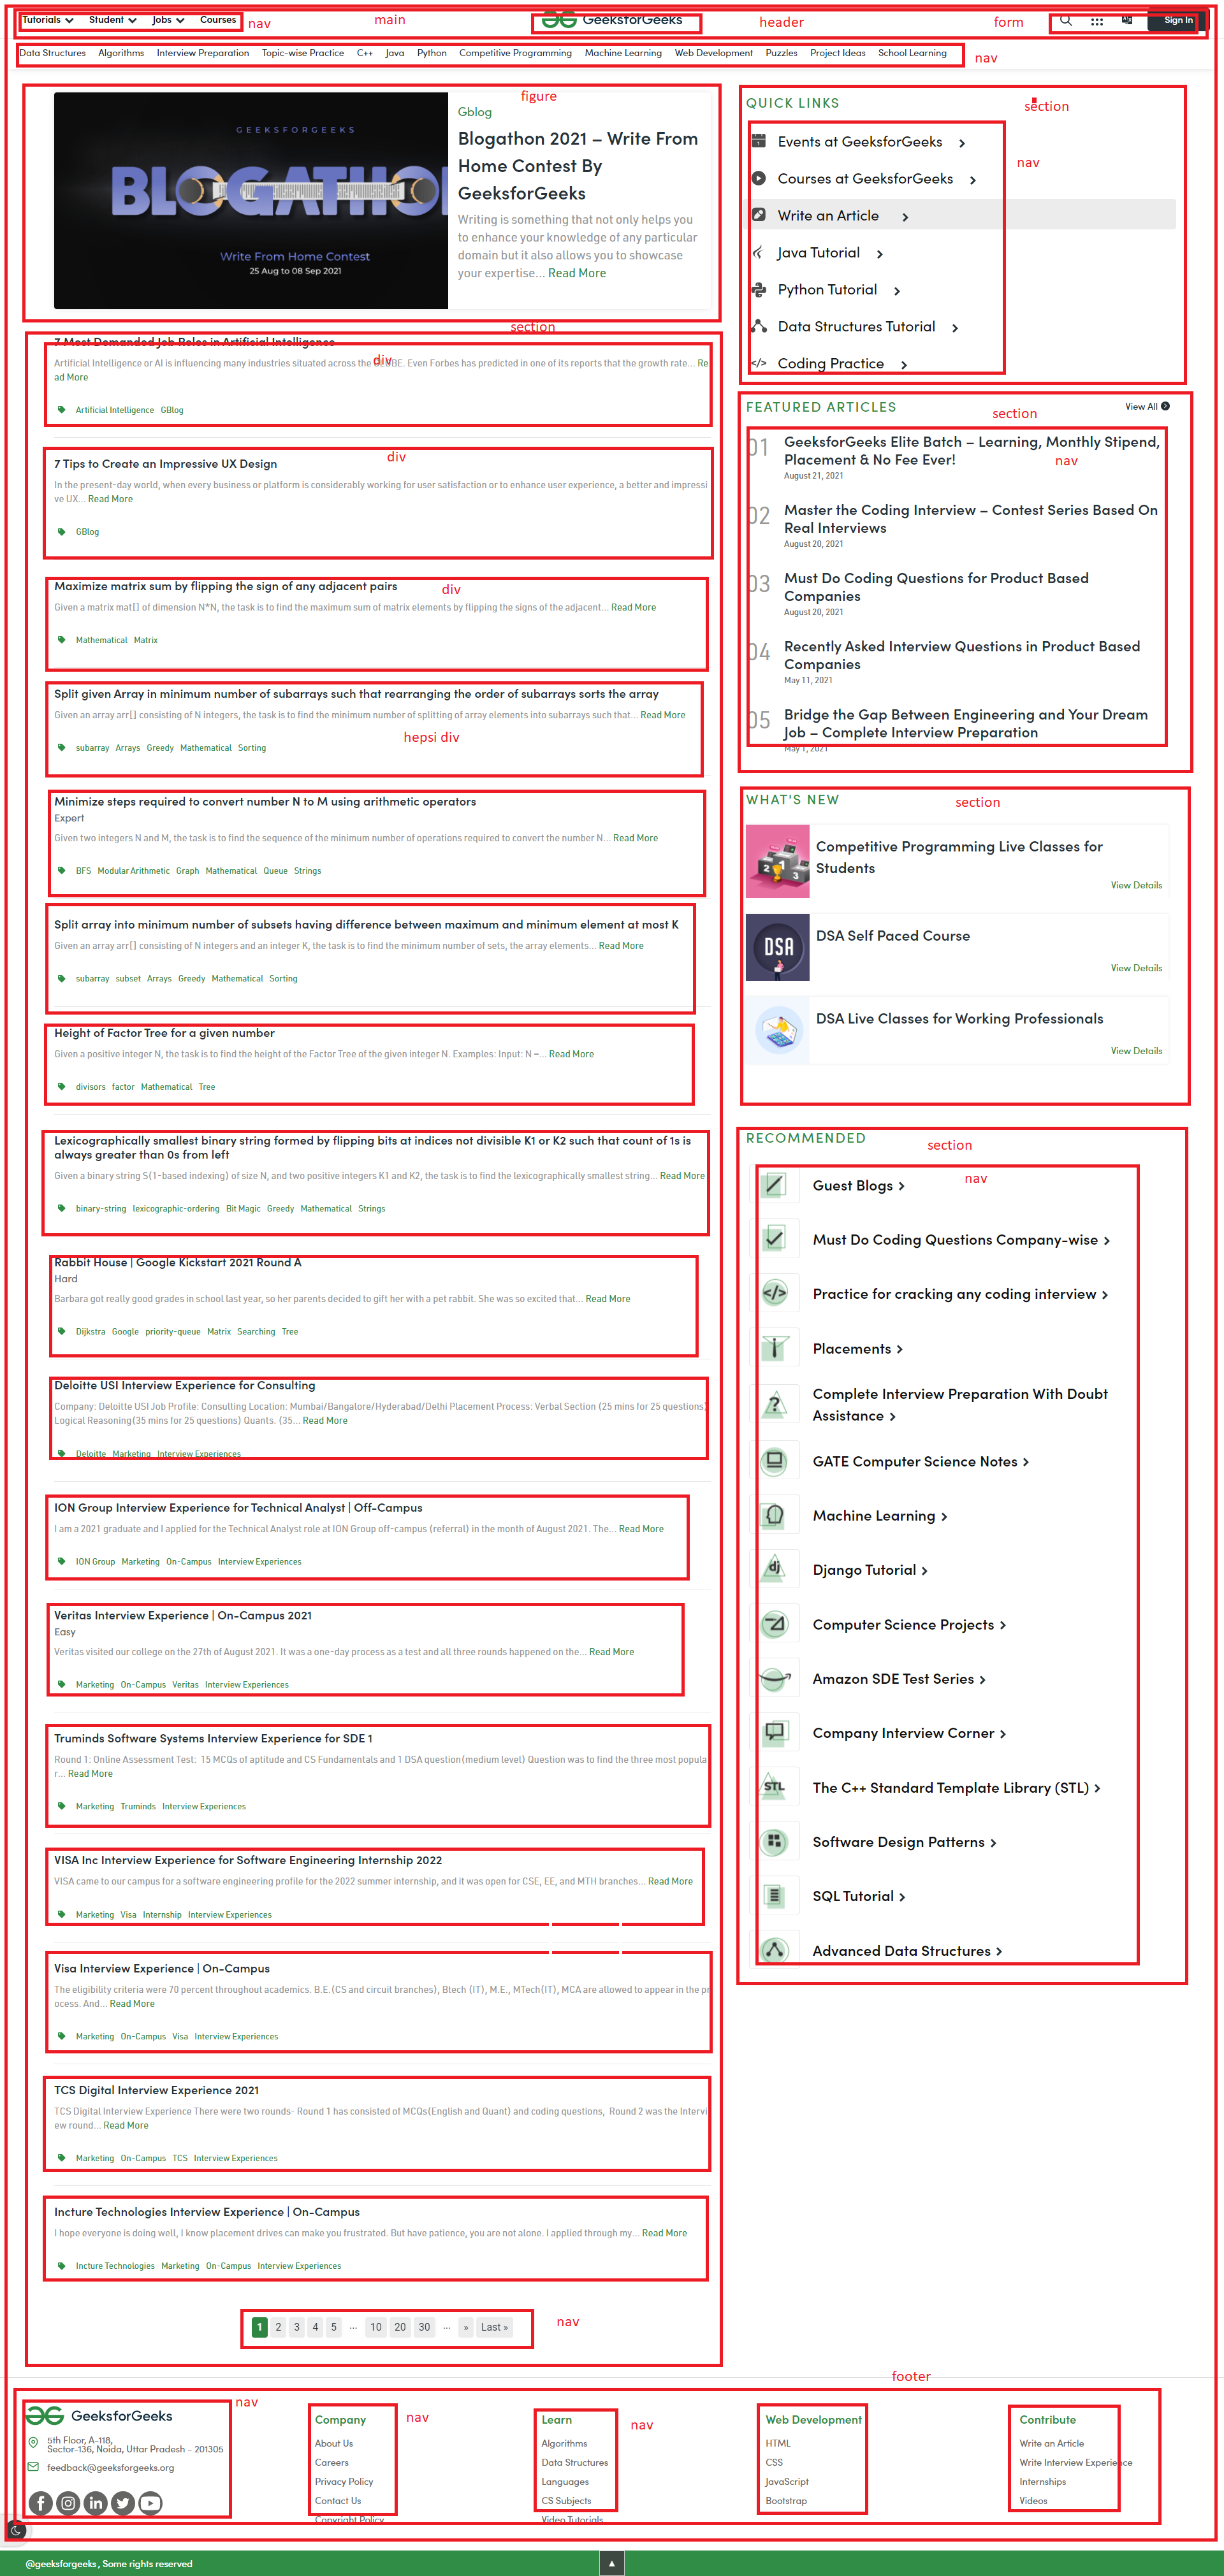 Tutorials Student Jobs Courses nav main GeeksforGeeks header form Sign In
Data Structures Algorithms Interview Preparation Topic-wise Practice C++ Java Python Competitive Programming Machine Learning Web Development Puzzles Project Ideas School Learning nav
figure
GEEKSFORGEEKS
BLOGATHO
Write From Home Contest
25 Aug to 08 Sep 2021
Gblog
Blogathon 2021 – Write From
Home Contest By
GeeksforGeeks
Writing is something that not only helps you
to enhance your knowledge of any particular
domain but it also allows you to showcase
your expertise... Read More
section
7 Most Demanded Job Roles in Artificial Intelligence
div
Artificial Intelligence or AI is influencing many industries situated across the GLOBE. Even Forbes has predicted in one of its reports that the growth rate... Re
ad More
Artificial Intelligence GBlog
div
7 Tips to Create an Impressive UX Design
In the present-day world, when every business or platform is considerably working for user satisfaction or to enhance user experience, a better and impressi
ve UX... Read More
GBlog
Maximize matrix sum by flipping the sign of any adjacent pairs
div
Given a matrix mat[] of dimension N*N, the task is to find the maximum sum of matrix elements by flipping the signs of the adjacent... Read More
Mathematical Matrix
Split given Array in minimum number of subarrays such that rearranging the order of subarrays sorts the array
Given an array arr[] consisting of N integers, the task is to find the minimum number of splitting of array elements into subarrays such that... Read More
hepsi div
subarray Arrays Greedy Mathematical Sorting
Minimize steps required to convert number N to M using arithmetic operators
Expert
Given two integers N and M, the task is to find the sequence of the minimum number of operations required to convert the number N... Read More
BFS Modular Arithmetic Graph Mathematical Queue Strings
Split array into minimum number of subsets having difference between maximum and minimum element at most K
Given an array arr[] consisting of N integers and an integer K, the task is to find the minimum number of sets, the array elements... Read More
subarray subset Arrays Greedy Mathematical Sorting
Height of Factor Tree for a given number
Given a positive integer N, the task is to find the height of the Factor Tree of the given integer N. Examples: Input: N =... Read More
divisors factor Mathematical Tree
Lexicographically smallest binary string formed by flipping bits at indices not divisible K1 or K2 such that count of 1s is
always greater than 0s from left
Given a binary string S(1-based indexing) of size N, and two positive integers K1 and K2, the task is to find the lexicographically smallest string... Read More
binary-string lexicographic-ordering Bit Magic Greedy Mathematical Strings
Rabbit House | Google Kickstart 2021 Round A
Hard
Barbara got really good grades in school last year, so her parents decided to gift her with a pet rabbit. She was so excited that... Read More
Dijkstra Google priority-queue Matrix Searching Tree
Deloitte USI Interview Experience for Consulting
Company: Deloitte USI Job Profile: Consulting Location: Mumbai/Bangalore/Hyderabad/Delhi Placement Process: Verbal Section (25 mins for 25 questions)
Logical Reasoning(35 mins for 25 questions) Quants. (35... Read More
Deloitte Marketing Interview Experiences
ION Group Interview Experience for Technical Analyst | Off-Campus
I am a 2021 graduate and I applied for the Technical Analyst role at ION Group off-campus (referral) in the month of August 2021. The... Read More
ION Group Marketing On-Campus Interview Experiences
Veritas Interview Experience | On-Campus 2021
Easy
Veritas visited our college on the 27th of August 2021. It was a one-day process as a test and all three rounds happened on the... Read More
Marketing On-Campus Veritas Interview Experiences
Truminds Software Systems Interview Experience for SDE 1
Round 1: Online Assessment Test: 15 MCQs of aptitude and CS Fundamentals and 1 DSA question(medium level) Question was to find the three most popula
r... Read More
Marketing Truminds Interview Experiences
VISA Inc Interview Experience for Software Engineering Internship 2022
VISA came to our campus for a software engineering profile for the 2022 summer internship, and it was open for CSE, EE, and MTH branches... Read More
Marketing Visa Internship Interview Experiences
Visa Interview Experience | On-Campus
The eligibility criteria were 70 percent throughout academics. B.E.(CS and circuit branches), Btech (IT), M.E., MTech(IT), MCA are allowed to appear in the pr
ocess. And... Read More
Marketing On-Campus Visa Interview Experiences
TCS Digital Interview Experience 2021
TCS Digital Interview Experience There were two rounds- Round 1 has consisted of MCQs(English and Quant) and coding questions, Round 2 was the Intervi
ew round... Read More
Marketing On-Campus TCS Interview Experiences
Incture Technologies Interview Experience | On-Campus
I hope everyone is doing well, I know placement drives can make you frustrated. But have patience, you are not alone. I applied through my... Read More
Incture Technologies Marketing On-Campus Interview Experiences
1 2 3 4 5 ... 10 20 30 ... » Last » nav
QUICK LINKS section
Events at GeeksforGeeks
nav
Courses at GeeksforGeeks
Write an Article
Java Tutorial
Python Tutorial
Data Structures Tutorial
</> Coding Practice
FEATURED ARTICLES section View All
01 GeeksforGeeks Elite Batch – Learning, Monthly Stipend,
Placement & No Fee Ever! nav
August 21, 2021
02 Master the Coding Interview – Contest Series Based On
Real Interviews
August 20, 2021
03 Must Do Coding Questions for Product Based
Companies
August 20, 2021
04 Recently Asked Interview Questions in Product Based
Companies
May 11, 2021
05 Bridge the Gap Between Engineering and Your Dream
Job – Complete Interview Preparation
May 1, 2021
WHAT'S NEW section
2 1 3
Competitive Programming Live Classes for
Students
View Details
DSA
DSA Self Paced Course
View Details
DSA Live Classes for Working Professionals
View Details
RECOMMENDED section
nav
Guest Blogs
Must Do Coding Questions Company-wise
</> Practice for cracking any coding interview
Placements
? Complete Interview Preparation With Doubt
Assistance
GATE Computer Science Notes
Machine Learning
dj Django Tutorial
Computer Science Projects
Amazon SDE Test Series
Company Interview Corner
STL The C++ Standard Template Library (STL)
Software Design Patterns
SQL Tutorial
Advanced Data Structures
footer
GeeksforGeeks nav
5th Floor, A-118,
Sector-136, Noida, Uttar Pradesh - 201305
feedback@geeksforgeeks.org
Company
nav
About Us
Careers
Privacy Policy
Contact Us
Copyright Policy
Learn
nav
Algorithms
Data Structures
Languages
CS Subjects
Video Tutorials
Web Development
HTML
CSS
JavaScript
Bootstrap
Contribute
Write an Article
Write Interview Experience
Internships
Videos
@geeksforgeeks, Some rights reserved